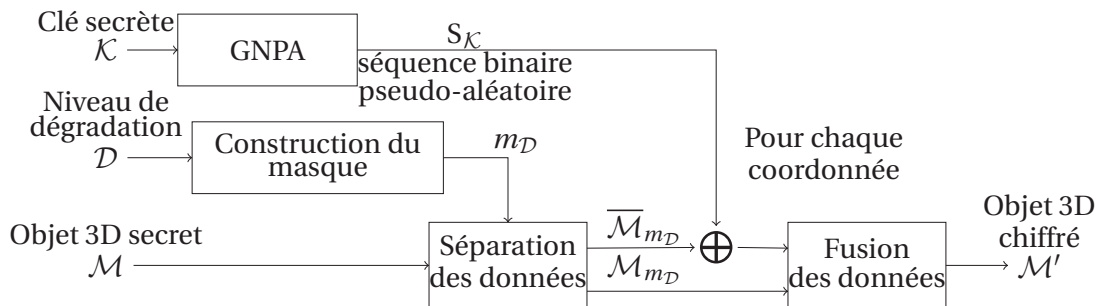 Clé secrète
𝒦
GNPA
S𝒦
séquence binaire
pseudo-aléatoire
Niveau de
dégradation
𝒟
Construction du
masque
m𝒟
Pour chaque
coordonnée
Objet 3D secret
ℳ
Séparation
des données
ℳ̅m𝒟
ℳm𝒟
⊕
Fusion
des données
Objet 3D
chiffré
ℳ′